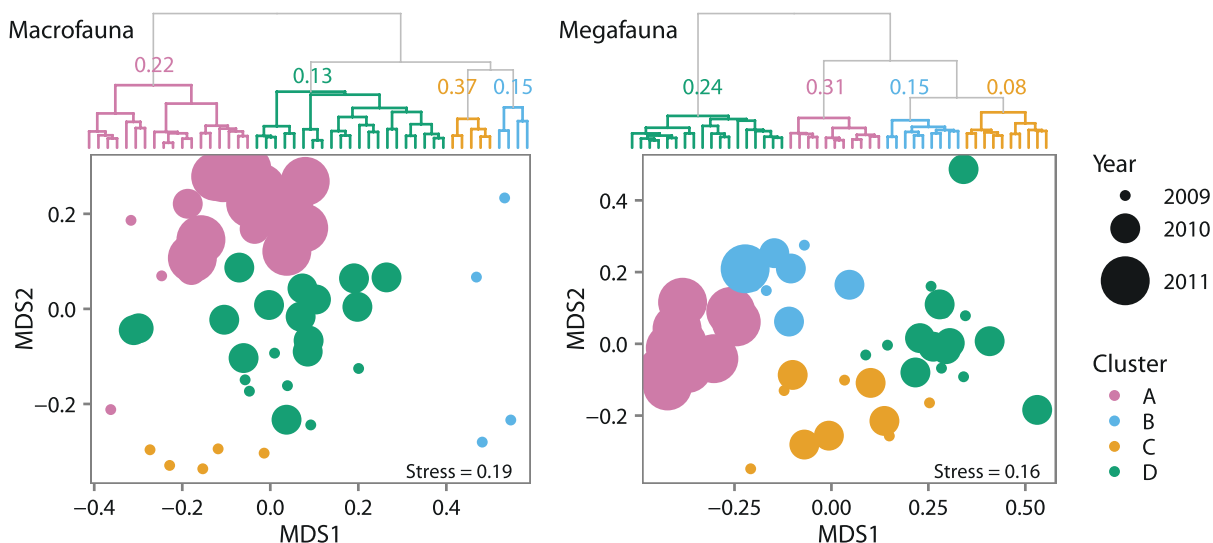 Macrofauna
0.22
0.13
0.37
0.15
MDS2
0.2
0.0
−0.2
Stress = 0.19
−0.4 −0.2 0.0 0.2 0.4
MDS1
Megafauna
0.24
0.31
0.15
0.08
MDS2
0.4
0.2
0.0
−0.2
Stress = 0.16
−0.25 0.00 0.25 0.50
MDS1
Year
2009
2010
2011
Cluster
A
B
C
D